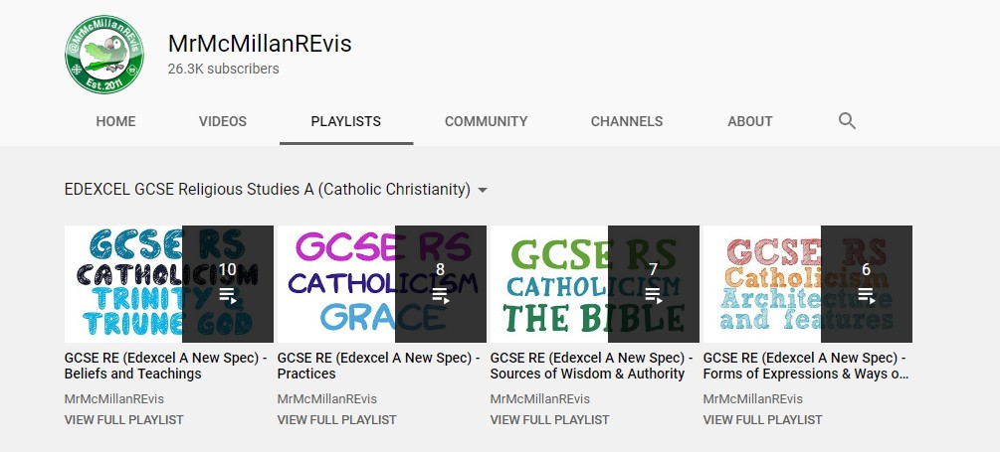 @MrMcMillanREvis
Est.2011
MrMcMillanREvis
26.3K subscribers
HOME VIDEOS PLAYLISTS COMMUNITY CHANNELS ABOUT
EDEXCEL GCSE Religious Studies A (Catholic Christianity)
GCSE RS
CATHOLICISM
TRINITY &
TRIUNE GOD
10
GCSE RE (Edexcel A New Spec) -
Beliefs and Teachings
MrMcMillanREvis
VIEW FULL PLAYLIST
GCSE RS
CATHOLICISM
GRACE
8
GCSE RE (Edexcel A New Spec) -
Practices
MrMcMillanREvis
VIEW FULL PLAYLIST
GCSE RS
CATHOLICISM
THE BIBLE
7
GCSE RE (Edexcel A New Spec) -
Sources of Wisdom & Authority
MrMcMillanREvis
VIEW FULL PLAYLIST
GCSE RS
Catholicism
Architecture
and features
6
GCSE RE (Edexcel A New Spec) -
Forms of Expressions & Ways o...
MrMcMillanREvis
VIEW FULL PLAYLIST